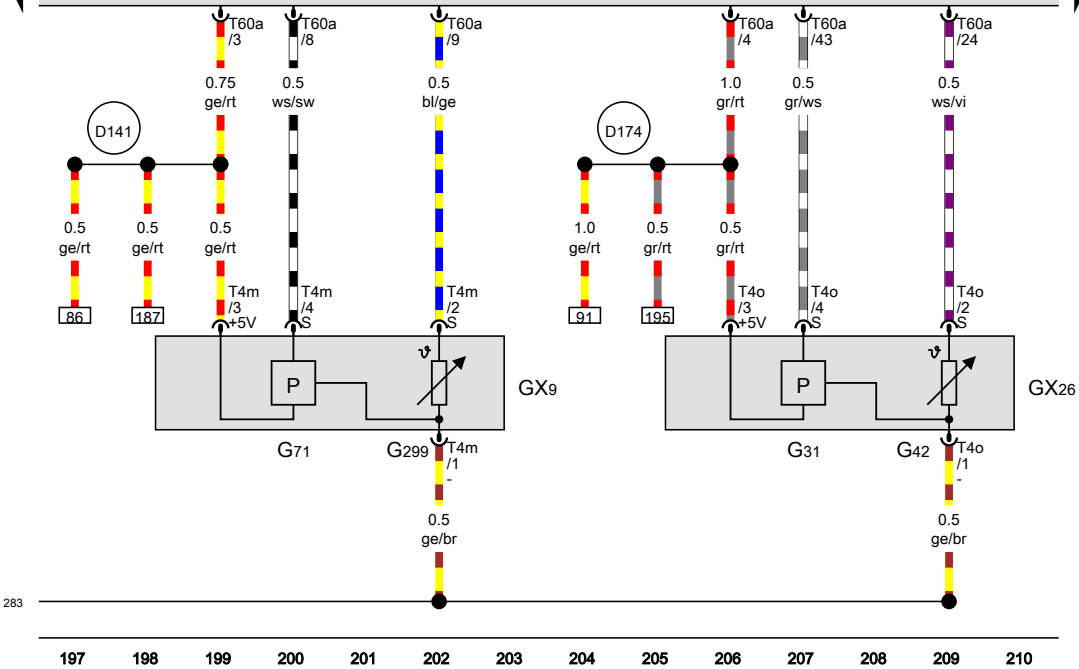 T60a T60a T60a T60a T60a T60a
/3 /8 /9 /4 /43 /24
0.75 0.5 0.5 1.0 0.5 0.5
ge/rt ws/sw bl/ge gr/rt gr/ws ws/vi
D141 D174
0.5 0.5 0.5 1.0 0.5 0.5
ge/rt ge/rt ge/rt ge/rt gr/rt gr/rt
T4m T4m T4m T4o T4o T4o
/3 /4 /2 /3 /4 /2
86 187 +5V S S 91 195 +5V S S
ϑ ϑ
P P
GX9 GX26
G71 G299 T4m G31 G42 T4o
/1 /1
- -
0.5 0.5
ge/br ge/br
283
197 198 199 200 201 202 203 204 205 206 207 208 209 210